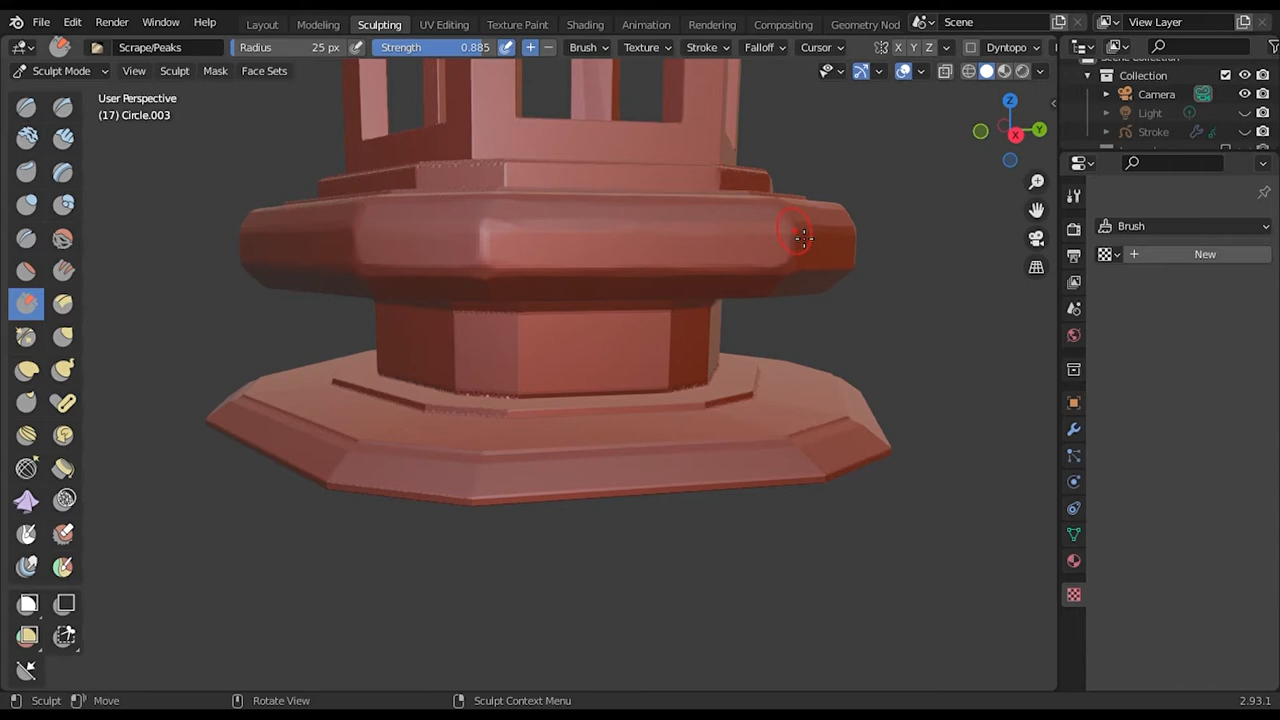 File Edit Render Window Help Layout Modeling Sculpting UV Editing Texture Paint Shading Animation Rendering Compositing Geometry Nod Scene View Layer
Scrape/Peaks Radius 25 px Strength 0.885 Brush Texture Stroke Falloff Cursor X Y Z Dyntopo
Sculpt Mode View Sculpt Mask Face Sets
Collection
Camera
Light
Stroke
User Perspective
(17) Circle.003
Z
Y
X
Brush
New
Sculpt Move Rotate View Sculpt Context Menu 2.93.1